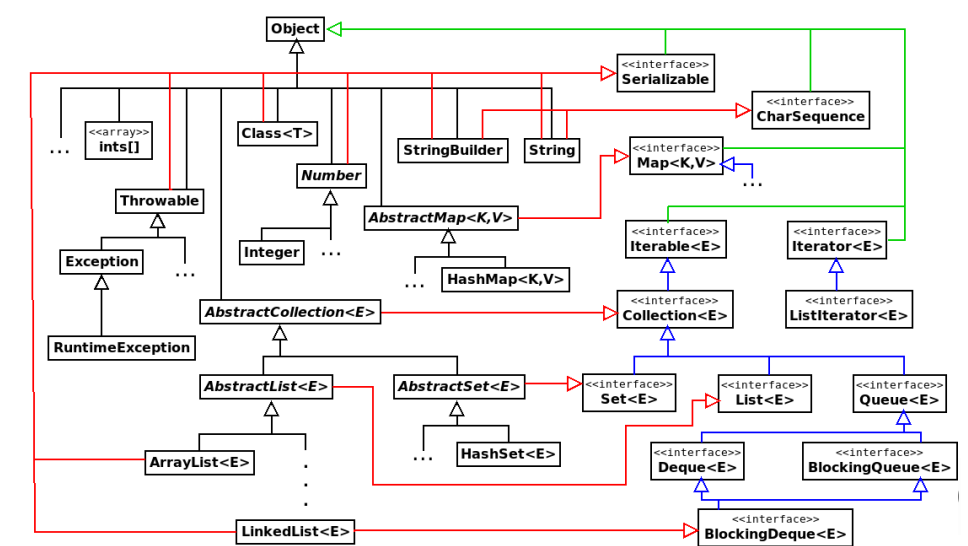 Object
<<interface>>
Serializable
<<interface>>
CharSequence
<<array>>
ints[]
...
Class<T>
StringBuilder
String
<<interface>>
Map<K,V>
...
Number
Throwable
AbstractMap<K,V>
<<interface>>
Iterable<E>
<<interface>>
Iterator<E>
Integer
...
Exception
...
...
HashMap<K,V>
AbstractCollection<E>
<<interface>>
Collection<E>
<<interface>>
ListIterator<E>
RuntimeException
AbstractList<E>
AbstractSet<E>
<<interface>>
Set<E>
<<interface>>
List<E>
<<interface>>
Queue<E>
ArrayList<E>
.
.
.
...
HashSet<E>
<<interface>>
Deque<E>
<<interface>>
BlockingQueue<E>
LinkedList<E>
<<interface>>
BlockingDeque<E>